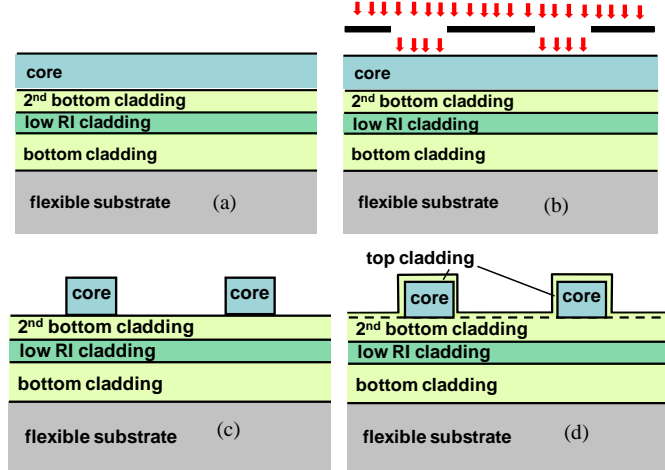 core
2nd bottom cladding
low RI cladding
bottom cladding
flexible substrate (a)
core
2nd bottom cladding
low RI cladding
bottom cladding
flexible substrate (b)
core core
2nd bottom cladding
low RI cladding
bottom cladding
flexible substrate (c)
top cladding
core core
2nd bottom cladding
low RI cladding
bottom cladding
flexible substrate (d)